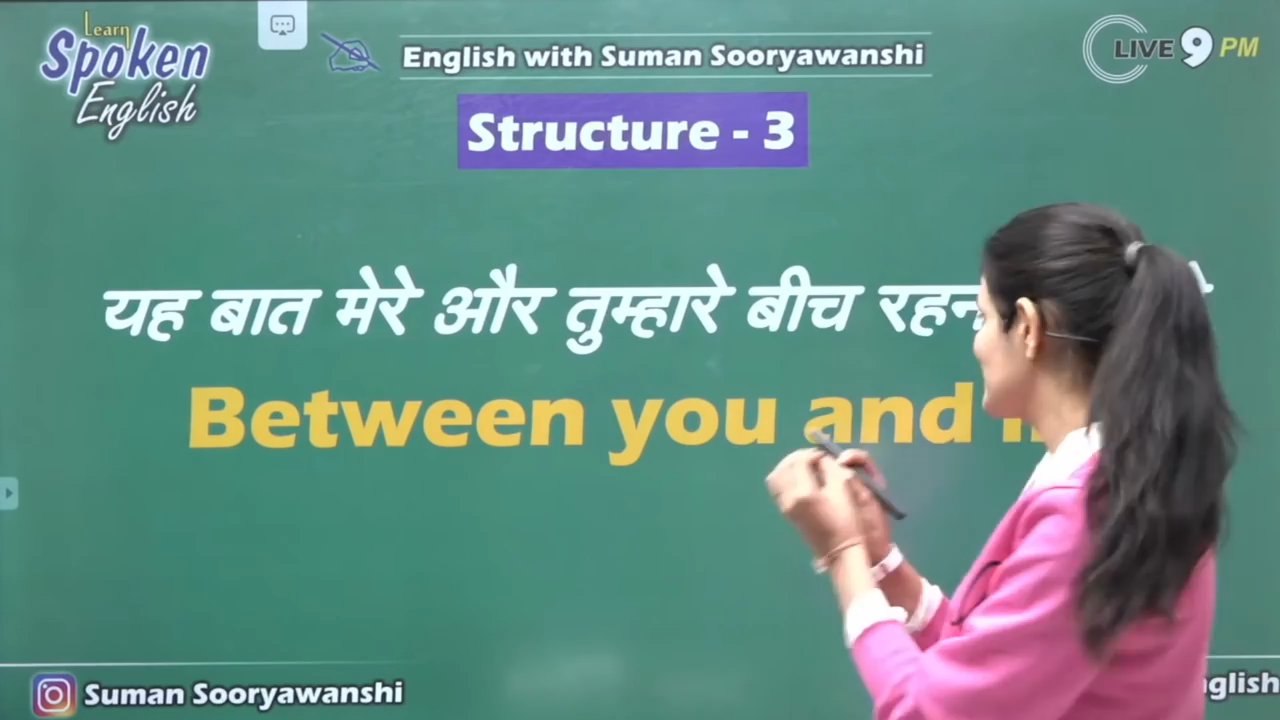 Learn
Spoken
English
English with Suman Sooryawanshi
LIVE 9 PM
Structure - 3
यह बात मेरे और तुम्हारे बीच
Between you and
Suman Sooryawanshi